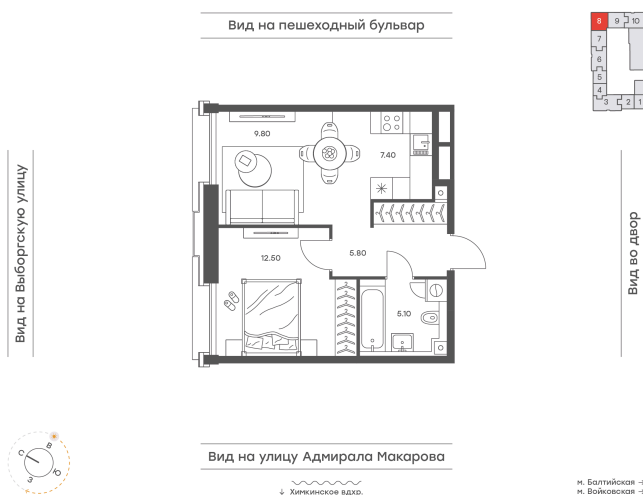 Вид на пешеходный бульвар
8 9 10
7
6
5
4
3 2 1
9.80
7.40
Вид на Выборгскую улицу
Вид во двор
12.50
5.80
5.10
Вид на улицу Адмирала Макарова
С В
З Ю
↓ Химкинское вдхр.
м. Балтийская →
м. Войковская →